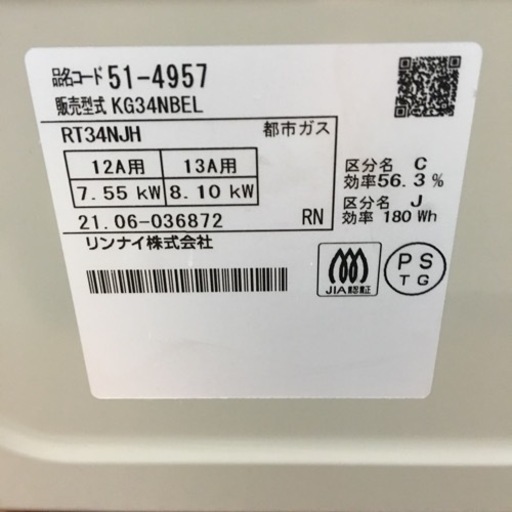 品名コード 51-4957
販売型式 KG34NBEL
RT34NJH 都市ガス
12A用 13A用
7.55 kW 8.10 kW
区分名 C
効率56.3%
区分名 J
効率 180 Wh
21.06-036872 RN
リンナイ株式会社
JIA認証
PS
TG